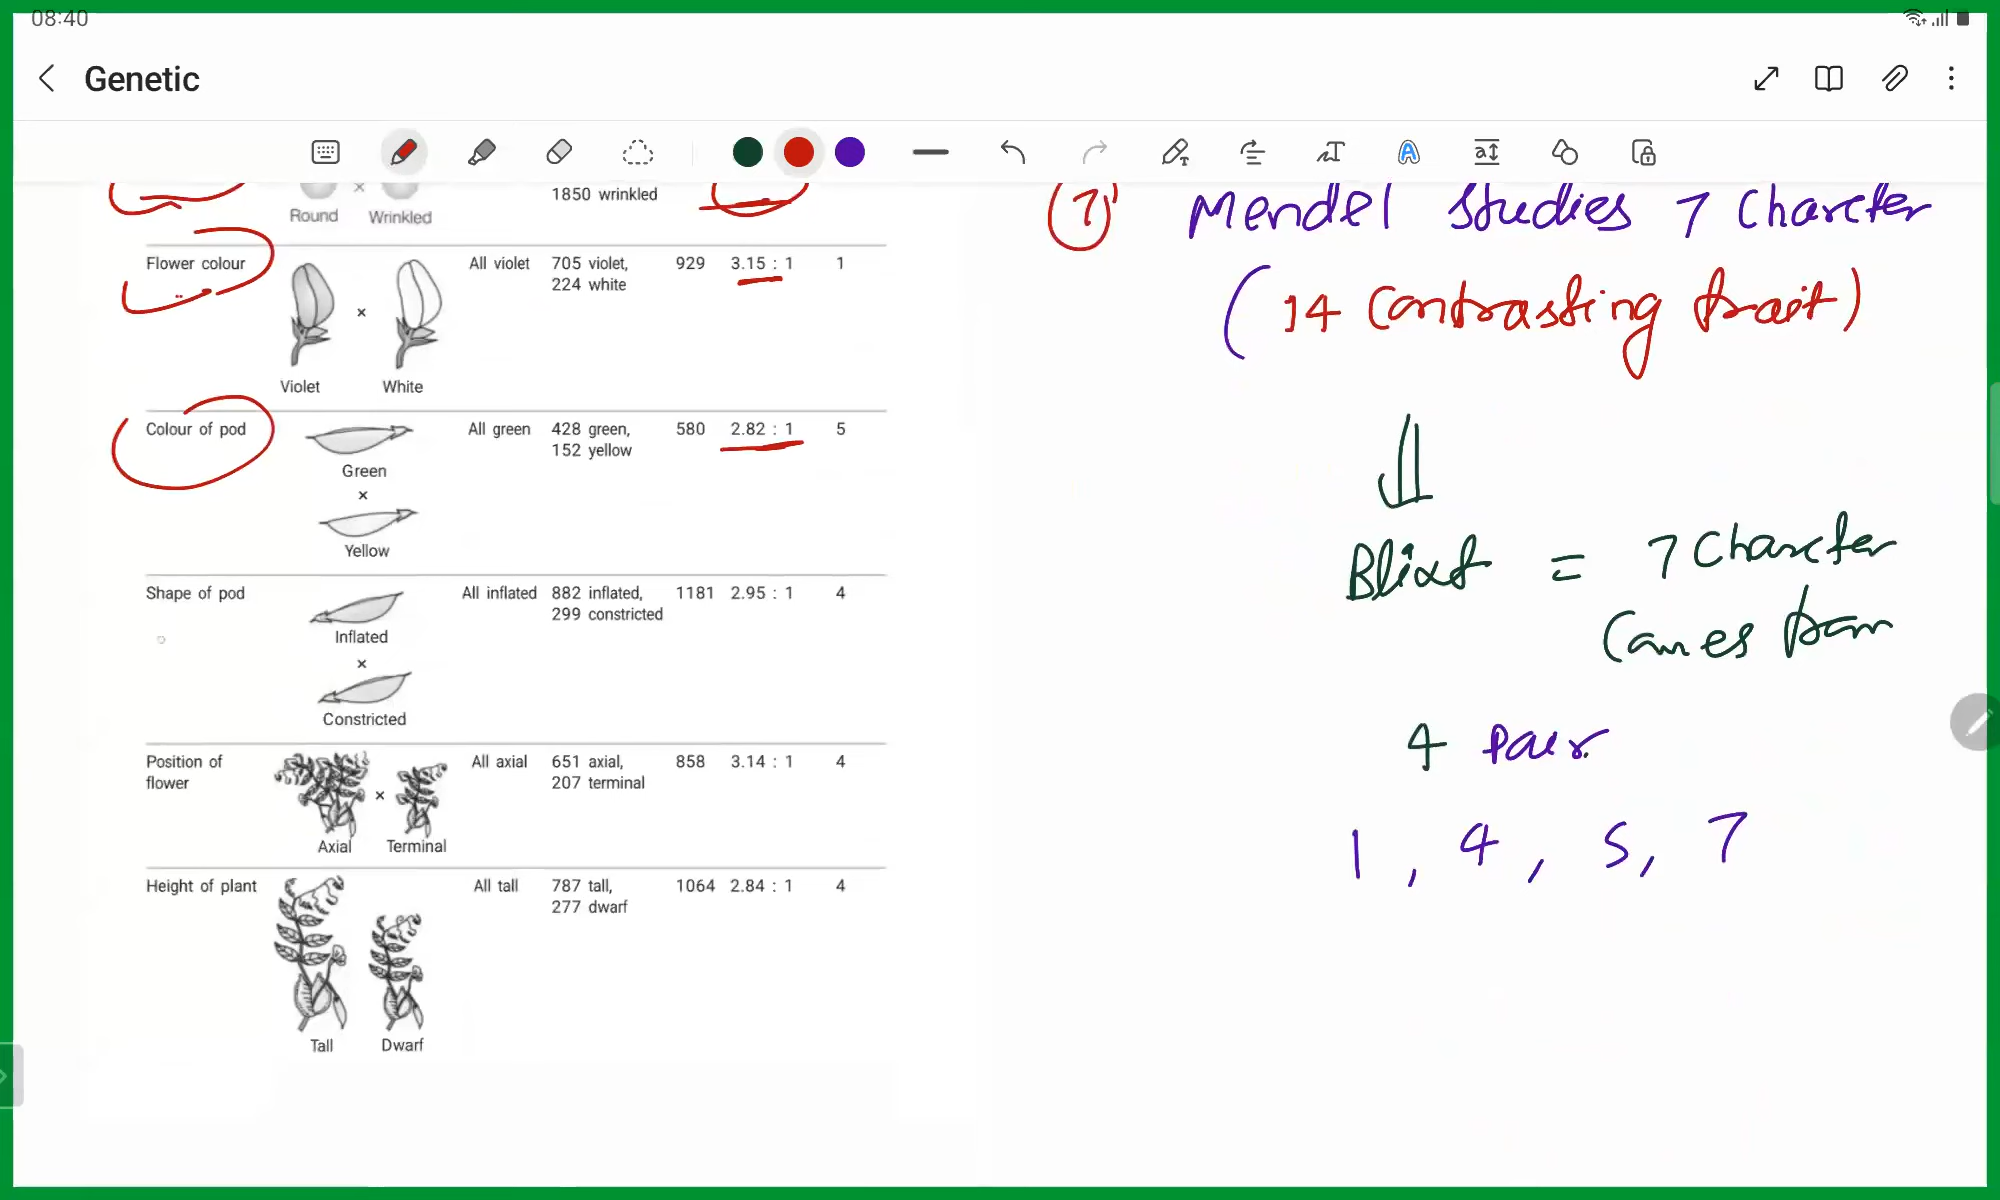 08:40
Genetic
1850 wrinkled
Round Wrinkled
Flower colour All violet 705 violet, 929 3.15 : 1 1
224 white
×
Violet White
Colour of pod All green 428 green, 580 2.82 : 1 5
152 yellow
Green
×
Yellow
Shape of pod All inflated 882 inflated, 1181 2.95 : 1 4
299 constricted
Inflated
×
Constricted
Position of All axial 651 axial, 858 3.14 : 1 4
flower 207 terminal
×
Axial Terminal
Height of plant All tall 787 tall, 1064 2.84 : 1 4
277 dwarf
Tall Dwarf
7 Mendel studies 7 Charcter
( 14 Contrasting trait )
Blixt = 7 Charcter
Comes from
4 Pair
1 , 4 , 5, 7